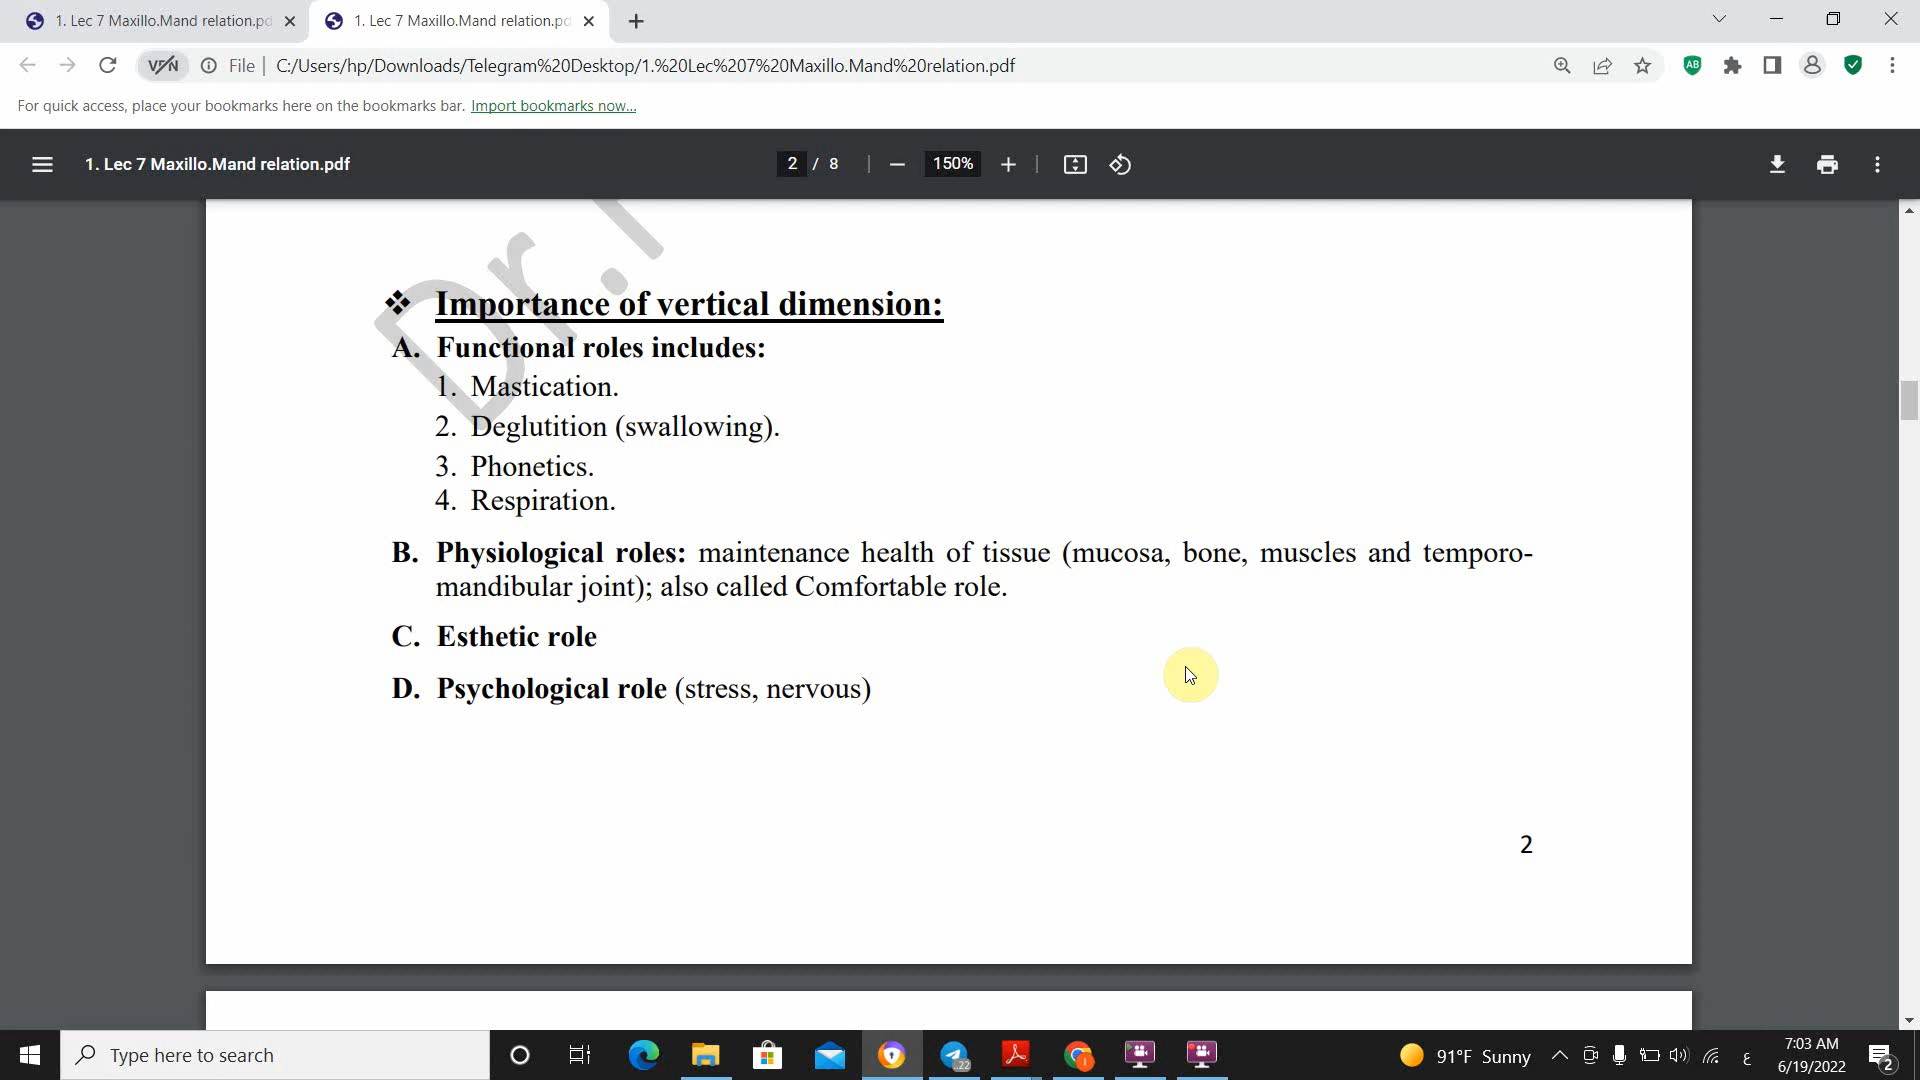 1. Lec 7 Maxillo.Mand relation.pd
1. Lec 7 Maxillo.Mand relation.pd
VPN File C:/Users/hp/Downloads/Telegram%20Desktop/1.%20Lec%207%20Maxillo.Mand%20relation.pdf
For quick access, place your bookmarks here on the bookmarks bar. Import bookmarks now...
1. Lec 7 Maxillo.Mand relation.pdf 2 / 8 150%
Dr.
Importance of vertical dimension:
A. Functional roles includes:
1. Mastication.
2. Deglutition (swallowing).
3. Phonetics.
4. Respiration.
B. Physiological roles: maintenance health of tissue (mucosa, bone, muscles and temporo-
mandibular joint); also called Comfortable role.
C. Esthetic role
D. Psychological role (stress, nervous)
2
Type here to search
22
91°F Sunny
ع
7:03 AM
6/19/2022
2